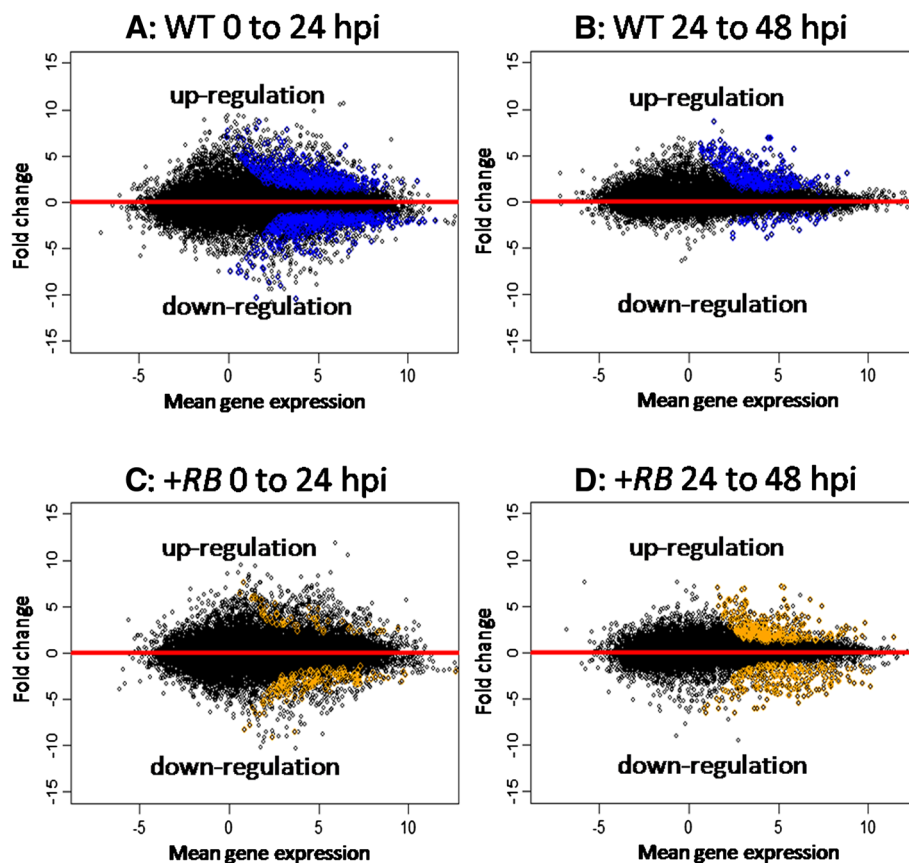 A: WT 0 to 24 hpi
up-regulation
down-regulation
Fold change
15
10
5
0
-5
-10
-15
-5
0
5
10
Mean gene expression
B: WT 24 to 48 hpi
up-regulation
down-regulation
Fold change
15
10
5
0
-5
-10
-15
-5
0
5
10
Mean gene expression
C: +RB 0 to 24 hpi
up-regulation
down-regulation
Fold change
15
10
5
0
-5
-10
-15
-5
0
5
10
Mean gene expression
D: +RB 24 to 48 hpi
up-regulation
down-regulation
Fold change
15
10
5
0
-5
-10
-15
-5
0
5
10
Mean gene expression